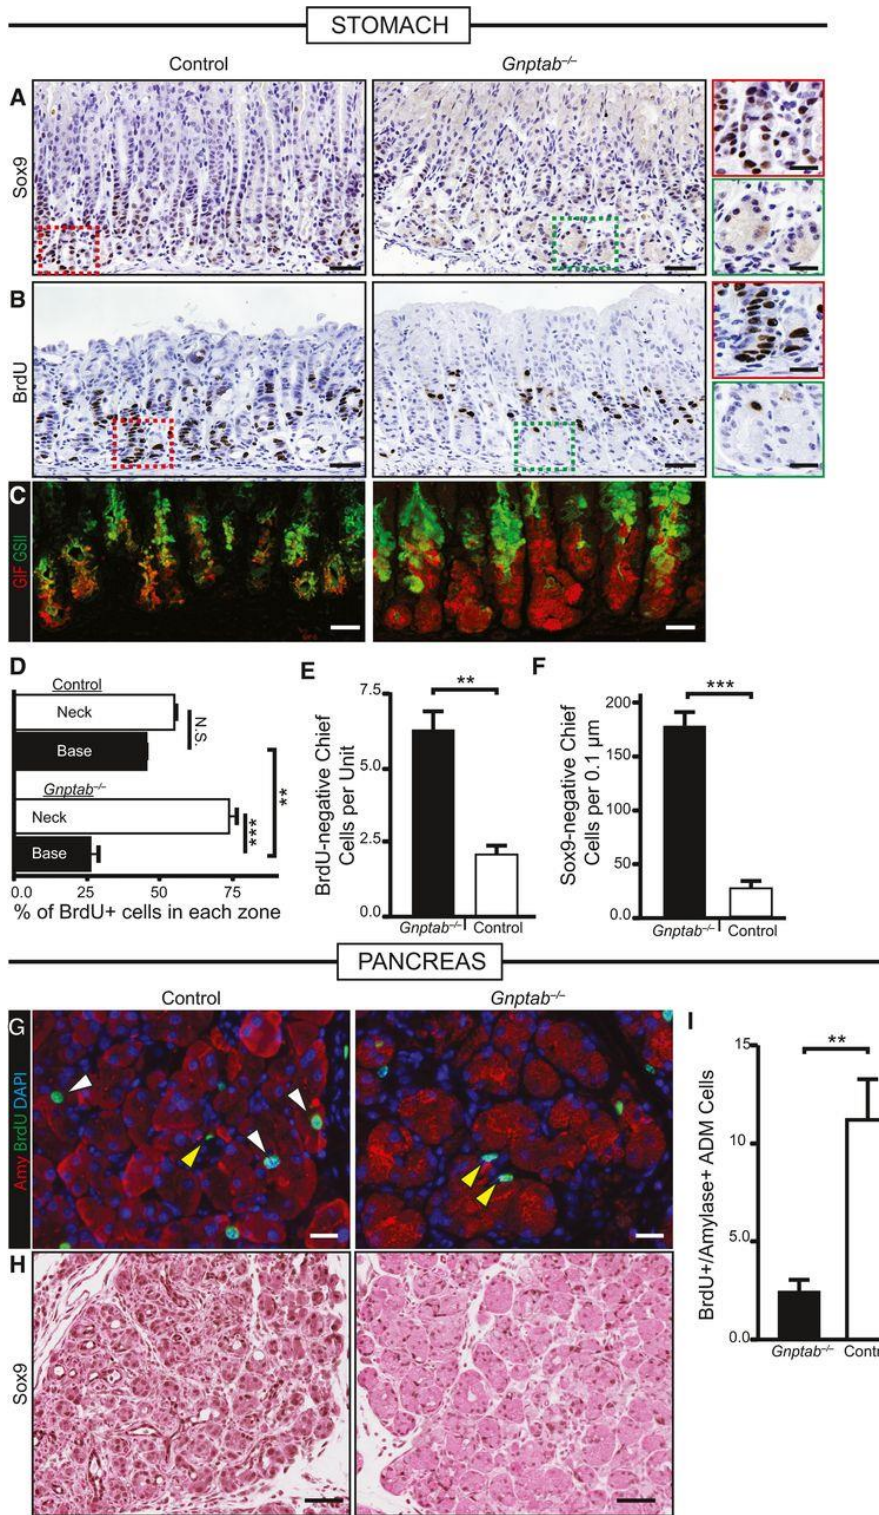 STOMACH
Control
Gnptab–/–
A
Sox9
B
BrdU
C
GIF GSII
D
Control
Neck
Base
N.S.
Gnptab–/–
Neck
Base
***
**
0.0 25 50 75
% of BrdU+ cells in each zone
E
**
7.5
5.0
2.5
0.0
BrdU-negative Chief
Cells per Unit
Gnptab–/– Control
F
***
200
150
100
50
0.0
Sox9-negative Chief
Cells per 0.1 µm
Gnptab–/– Control
PANCREAS
Control
Gnptab–/–
G
Amy BrdU DAPI
H
Sox9
I
**
15
10
5.0
0.0
BrdU+/Amylase+ ADM Cells
Gnptab–/– Contr